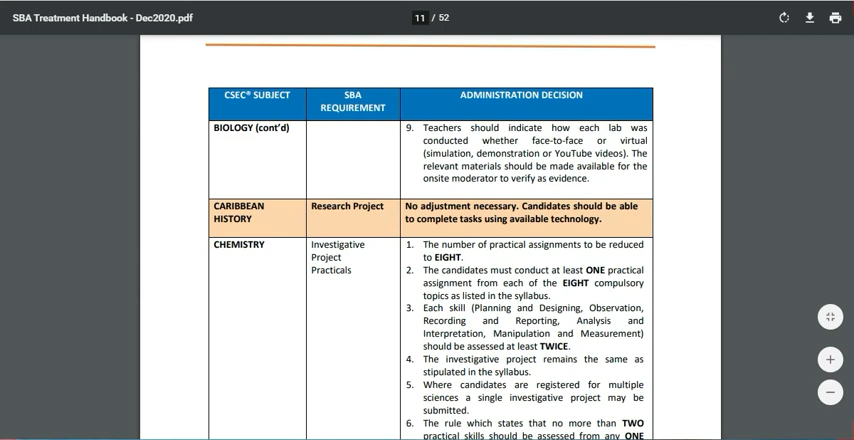 SBA Treatment Handbook - Dec2020.pdf
11 / 52
CSEC® SUBJECT
SBA
REQUIREMENT
ADMINISTRATION DECISION
BIOLOGY (cont’d)
9. Teachers should indicate how each lab was
conducted whether face-to-face or virtual
(simulation, demonstration or YouTube videos). The
relevant materials should be made available for the
onsite moderator to verify as evidence.
CARIBBEAN
HISTORY
Research Project
No adjustment necessary. Candidates should be able
to complete tasks using available technology.
CHEMISTRY
Investigative
Project
Practicals
1. The number of practical assignments to be reduced
to EIGHT.
2. The candidates must conduct at least ONE practical
assignment from each of the EIGHT compulsory
topics as listed in the syllabus.
3. Each skill (Planning and Designing, Observation,
Recording and Reporting, Analysis and
Interpretation, Manipulation and Measurement)
should be assessed at least TWICE.
4. The investigative project remains the same as
stipulated in the syllabus.
5. Where candidates are registered for multiple
sciences a single investigative project may be
submitted.
6. The rule which states that no more than TWO
practical skills should be assessed from any ONE